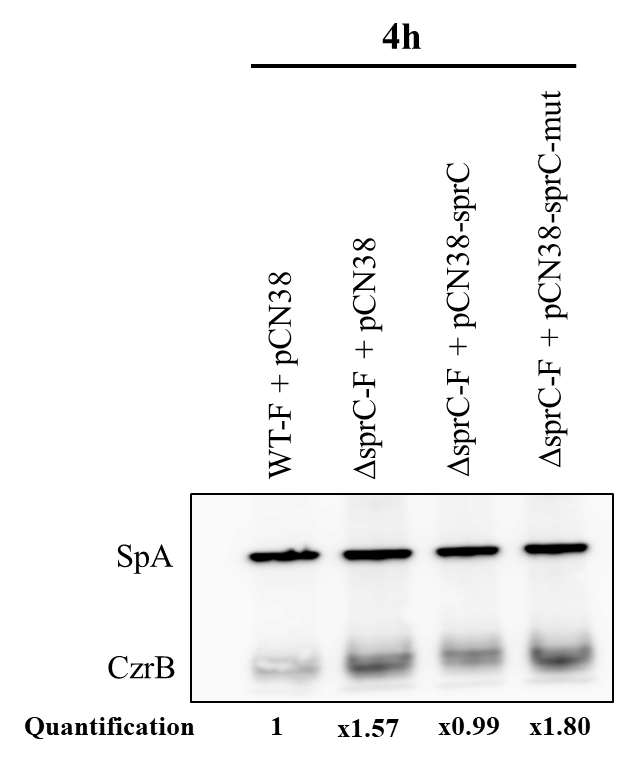 4h
WT-F + pCN38
ΔsprC-F + pCN38
ΔsprC-F + pCN38-sprC
ΔsprC-F + pCN38-sprC-mut
SpA
CzrB
Quantification 1 x1.57 x0.99 x1.80